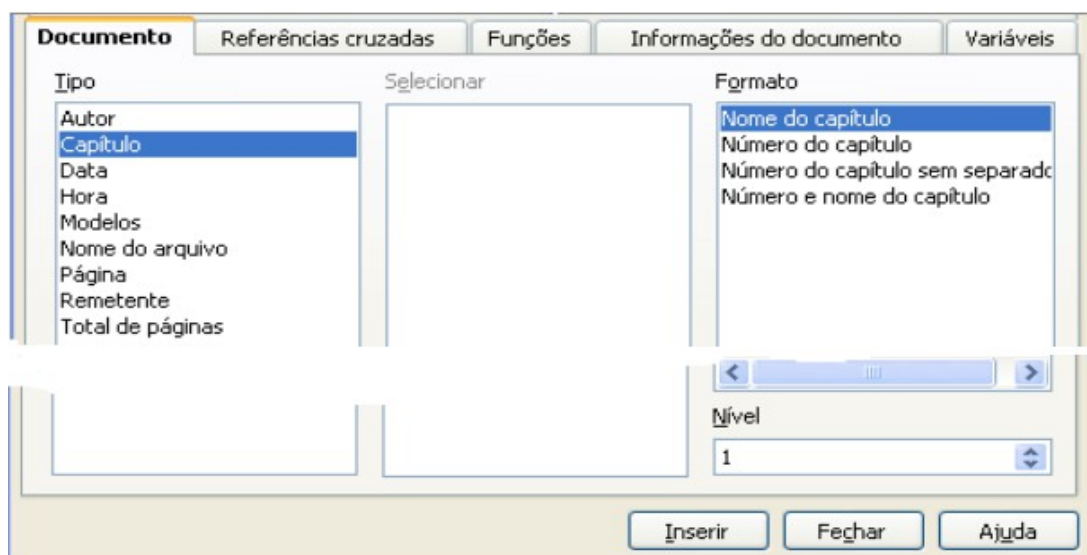 Documento Referências cruzadas Funções Informações do documento Variáveis
Tipo Selecionar Formato
Autor Nome do capítulo
Capítulo Número do capítulo
Data Número do capítulo sem separado
Hora Número e nome do capítulo
Modelos
Nome do arquivo
Página
Remetente
Total de páginas
Nível
1
Inserir Fechar Ajuda